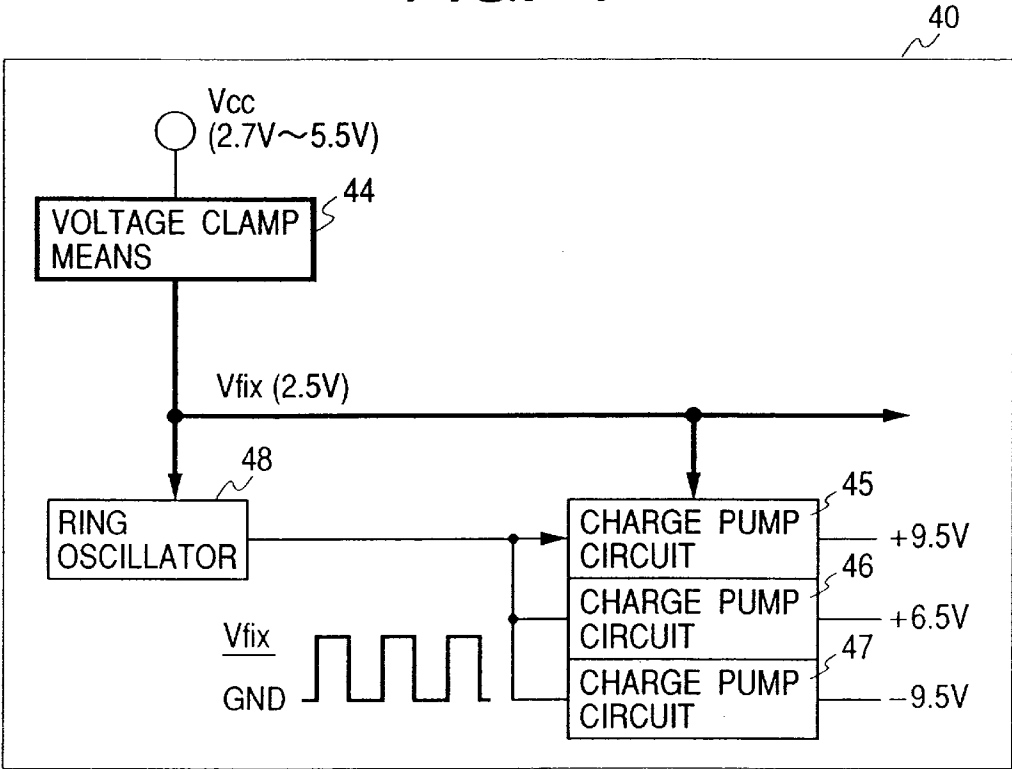 40
Vcc
(2.7V～5.5V)
44
VOLTAGE CLAMP
MEANS
Vfix (2.5V)
48
RING
OSCILLATOR
45
CHARGE PUMP
CIRCUIT
+9.5V
46
CHARGE PUMP
CIRCUIT
+6.5V
47
CHARGE PUMP
CIRCUIT
−9.5V
Vfix
GND